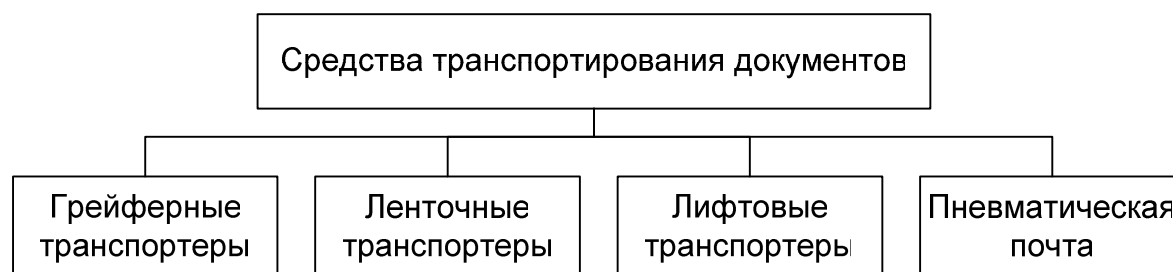 Средства транспортирования документов
Грейферные
транспортеры
Ленточные
транспортеры
Лифтовые
транспортеры
Пневматическая
почта